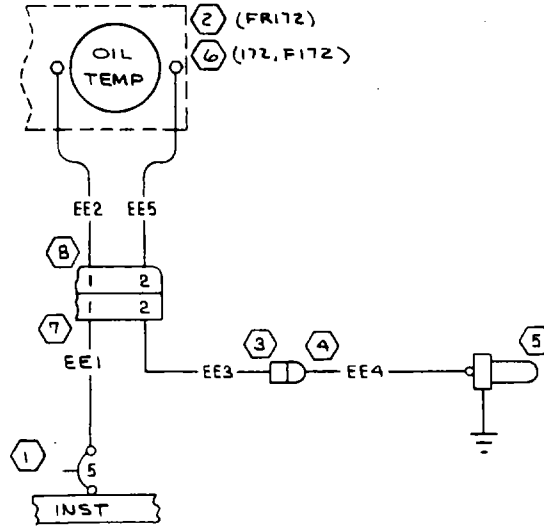 2 (FR172)
OIL
TEMP
6 (172, F172)
EE2 EE5
8
1 2
1 2
7
EE1
3
4
5
EE3
EE4
1
5
INST